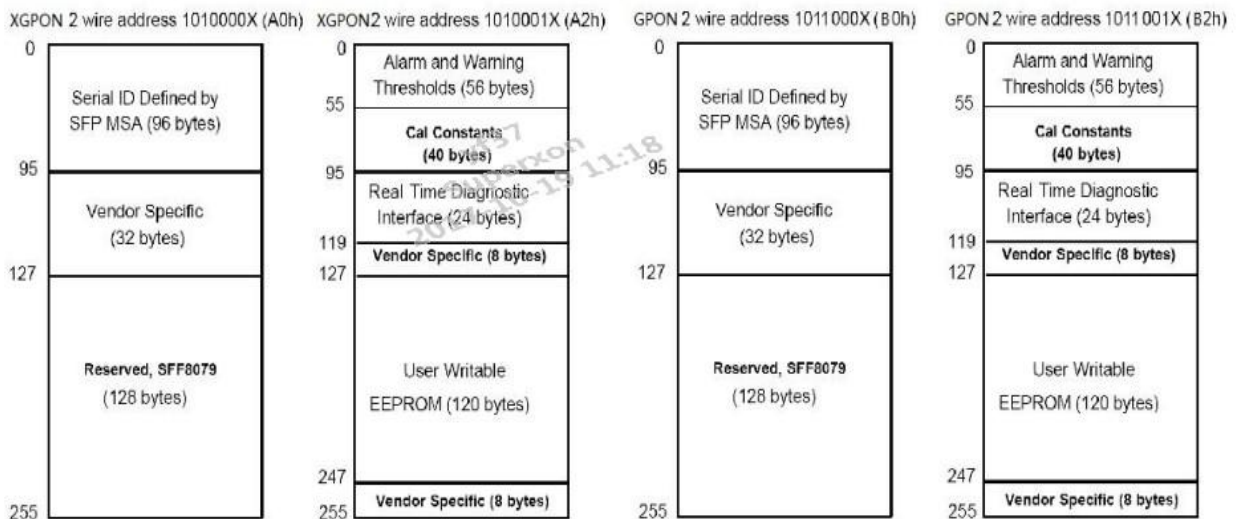 XGPON 2 wire address 1010000X (A0h)
0
Serial ID Defined by
SFP MSA (96 bytes)
95
Vendor Specific
(32 bytes)
127
Reserved, SFF8079
(128 bytes)
255
XGPON2 wire address 1010001X (A2h)
0
Alarm and Warning
Thresholds (56 bytes)
55
Cal Constants
(40 bytes)
95
Real Time Diagnostic
Interface (24 bytes)
119
Vendor Specific (8 bytes)
127
User Writable
EEPROM (120 bytes)
247
Vendor Specific (8 bytes)
255
GPON 2 wire address 1011000X (B0h)
0
Serial ID Defined by
SFP MSA (96 bytes)
95
Vendor Specific
(32 bytes)
127
Reserved, SFF8079
(128 bytes)
255
GPON 2 wire address 1011001X (B2h)
0
Alarm and Warning
Thresholds (56 bytes)
55
Cal Constants
(40 bytes)
95
Real Time Diagnostic
Interface (24 bytes)
119
Vendor Specific (8 bytes)
127
User Writable
EEPROM (120 bytes)
247
Vendor Specific (8 bytes)
255
Superxon
11:18